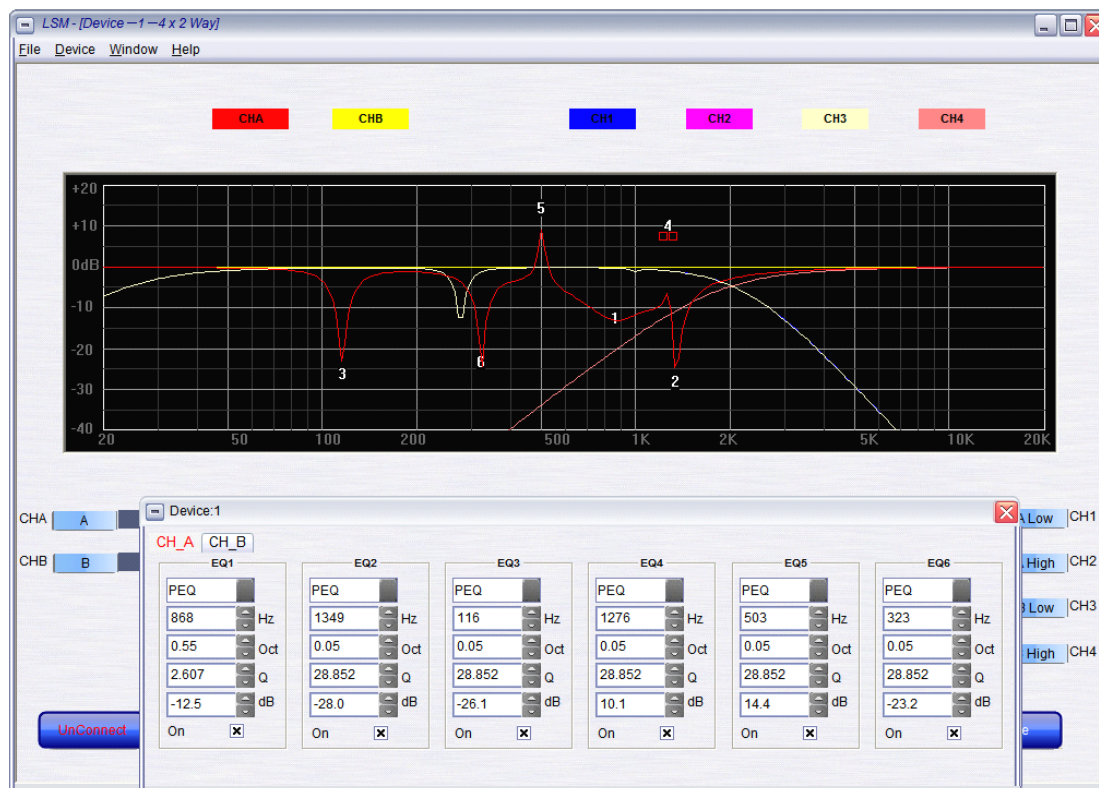 LSM - [Device—1—4 x 2 Way]
File Device Window Help
CHA CHB CH1 CH2 CH3 CH4
+20
5
4
+10
0dB
-10
1
-20
3 6 2
-30
-40
20 50 100 200 500 1K 2K 5K 10K 20K
Device:1
CHA A A Low CH1
CH_A CH_B
CHB B High CH2
EQ1 EQ2 EQ3 EQ4 EQ5 EQ6
PEQ PEQ PEQ PEQ PEQ PEQ
868 Hz 1349 Hz 116 Hz 1276 Hz 503 Hz 323 Hz
Low CH3
0.55 Oct 0.05 Oct 0.05 Oct 0.05 Oct 0.05 Oct 0.05 Oct
High CH4
2.607 Q 28.852 Q 28.852 Q 28.852 Q 28.852 Q 28.852 Q
-12.5 dB -28.0 dB -26.1 dB 10.1 dB 14.4 dB -23.2 dB
UnConnect
On On On On On On